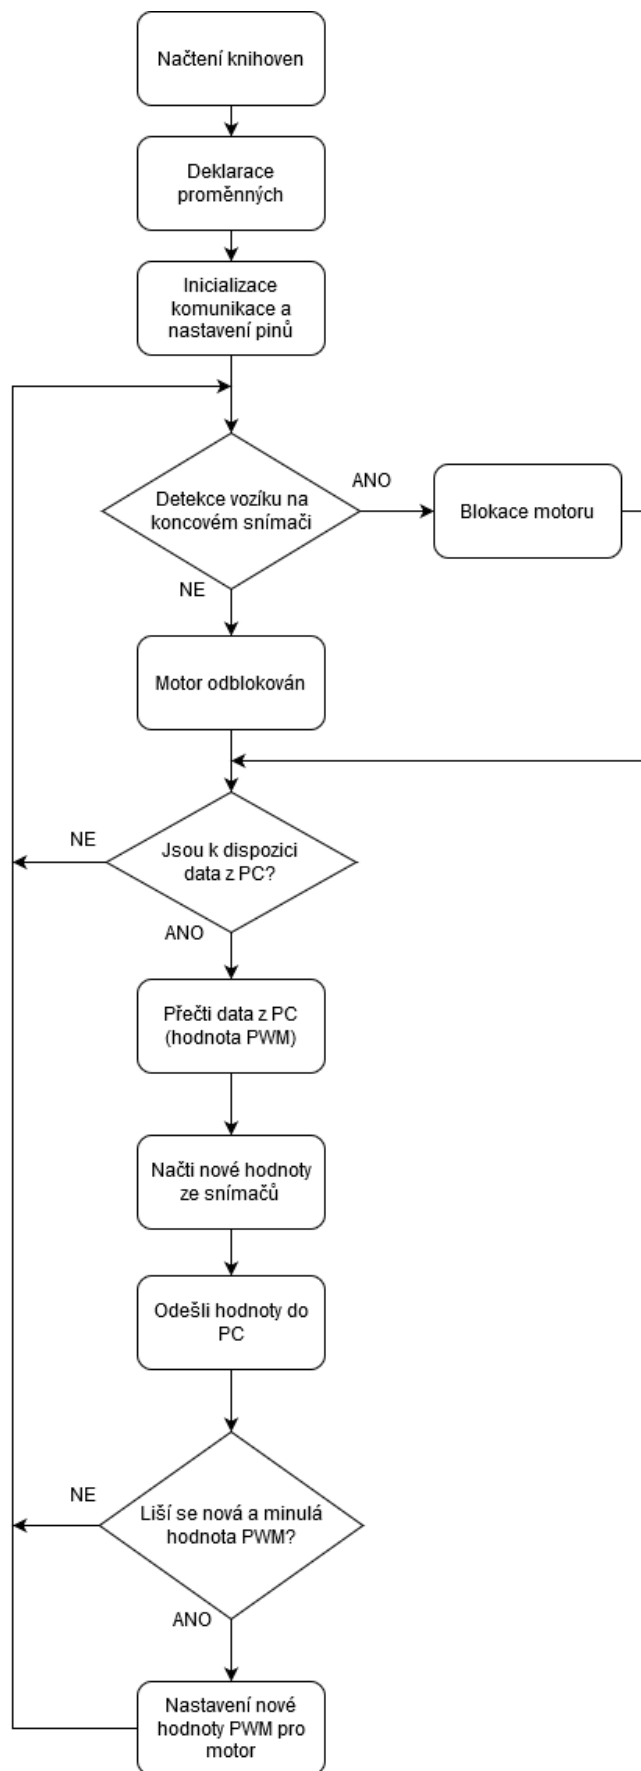 Načtení knihoven
Deklarace
proměnných
Inicializace
komunikace a
nastavení pinů
Detekce vozíku na
koncovém snímači
ANO
Blokace motoru
NE
Motor odblokován
NE
Jsou k dispozici
data z PC?
ANO
Přečti data z PC
(hodnota PWM)
Načti nové hodnoty
ze snímačů
Odešli hodnoty do
PC
NE
Liší se nová a minulá
hodnota PWM?
ANO
Nastavení nové
hodnoty PWM pro
motor